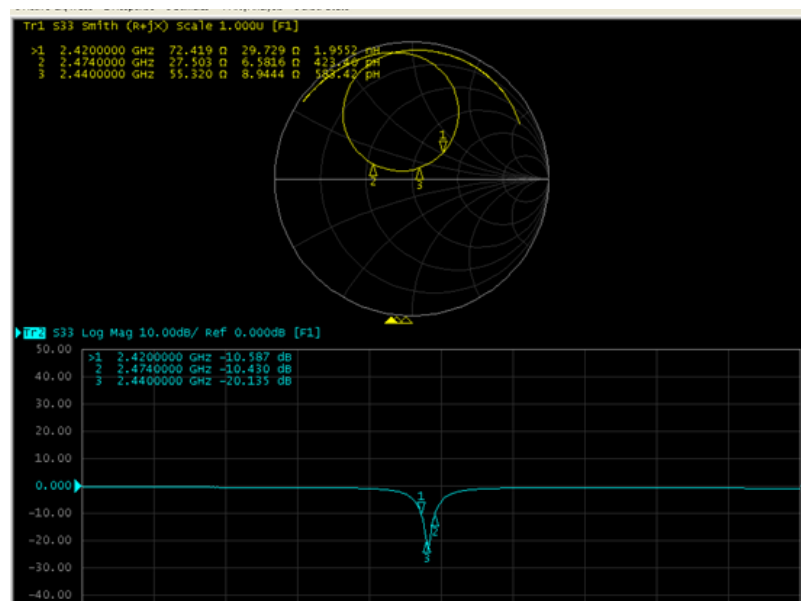 Tr1 S33 Smith (R+jX) Scale 1.000U [F1]
>1 2.4200000 GHz 72.419 Ω 29.729 Ω 1.9552 nH
2 2.4740000 GHz 27.503 Ω 6.5816 Ω pH
3 2.4400000 GHz 55.320 Ω 8.9444 Ω 583.42 pH
1
2
3
Tr2 S33 Log Mag 10.00dB/ Ref 0.000dB [F1]
50.00
>1 2.4200000 GHz -10.587 dB
2 2.4740000 GHz -10.430 dB
40.00
3 2.4400000 GHz -20.135 dB
30.00
20.00
10.00
0.000
1
-10.00
2
-20.00
3
-30.00
-40.00